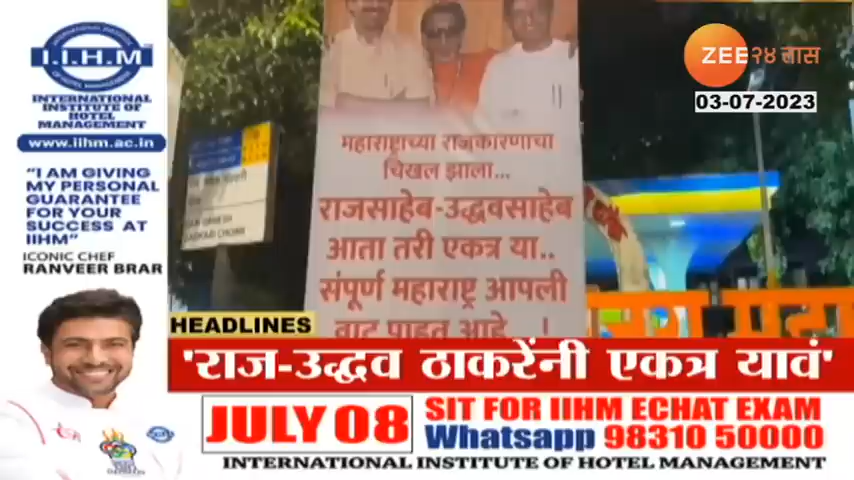 I.I.H.M
INTERNATIONAL
INSTITUTE OF
HOTEL
MANAGEMENT
www.iihm.ac.in
"I AM GIVING
MY PERSONAL
GUARANTEE
FOR YOUR
SUCCESS AT
IIHM"
ICONIC CHEF
RANVEER BRAR
ZEE २४ तास
03-07-2023
महाराष्ट्राच्या राजकारणाचा
चिखल झाला...
राजसाहेब-उद्धवसाहेब
आता तरी एकत्र या..
संपूर्ण महाराष्ट्र आपली
वाट पाहत आहे...!
HEADLINES
'राज-उद्धव ठाकरेंनी एकत्र यावं'
JULY 08
SIT FOR IIHM ECHAT EXAM
Whatsapp 98310 50000
INTERNATIONAL INSTITUTE OF HOTEL MANAGEMENT